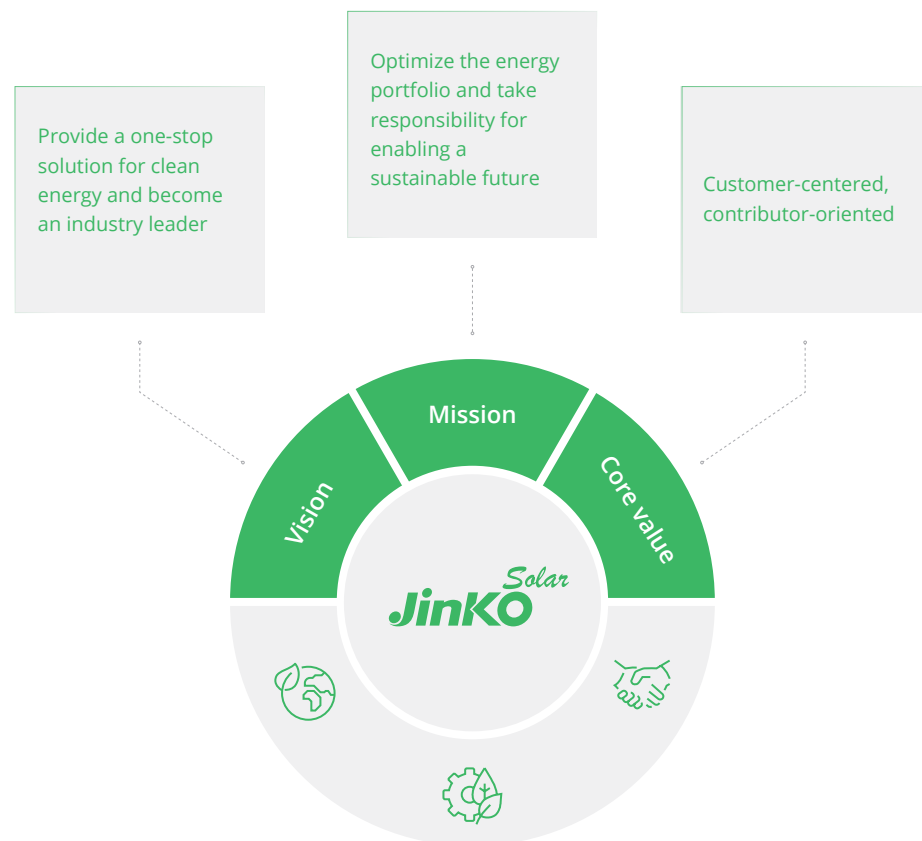 Optimize the energy
portfolio and take
responsibility for
enabling a
sustainable future
Provide a one-stop
solution for clean
energy and become
an industry leader
Customer-centered,
contributor-oriented
Vision
Mission
Core value
Solar
JinKO